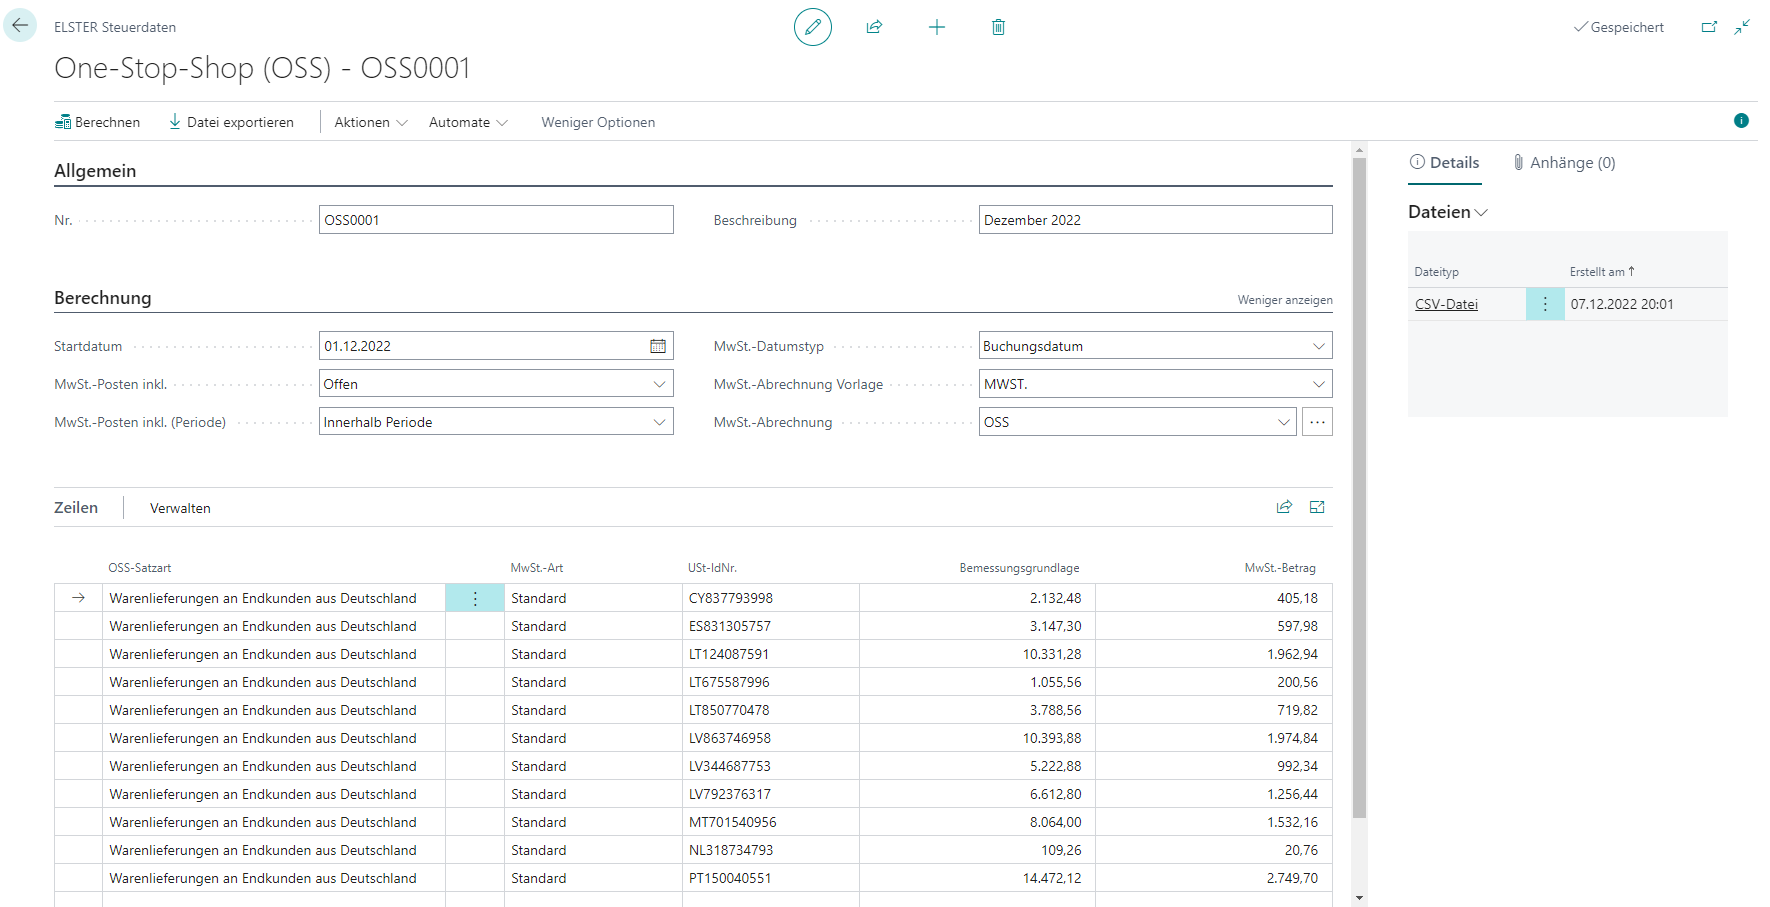 ELSTER Steuerdaten
Gespeichert
One-Stop-Shop (OSS) - OSS0001
Berechnen Datei exportieren Aktionen Automate Weniger Optionen
Details Anhänge (0)
Allgemein
Nr. OSS0001 Beschreibung Dezember 2022
Dateien
Dateityp Erstellt am
CSV-Datei 07.12.2022 20:01
Berechnung Weniger anzeigen
Startdatum 01.12.2022 MwSt.-Datumstyp Buchungsdatum
MwSt.-Posten inkl. Offen MwSt.-Abrechnung Vorlage MWST.
MwSt.-Posten inkl. (Periode) Innerhalb Periode MwSt.-Abrechnung OSS
Zeilen Verwalten
OSS-Satzart MwSt.-Art USt-IdNr. Bemessungsgrundlage MwSt.-Betrag
Warenlieferungen an Endkunden aus Deutschland Standard CY837793998 2.132,48 405,18
Warenlieferungen an Endkunden aus Deutschland Standard ES831305757 3.147,30 597,98
Warenlieferungen an Endkunden aus Deutschland Standard LT124087591 10.331,28 1.962,94
Warenlieferungen an Endkunden aus Deutschland Standard LT675587996 1.055,56 200,56
Warenlieferungen an Endkunden aus Deutschland Standard LT850770478 3.788,56 719,82
Warenlieferungen an Endkunden aus Deutschland Standard LV863746958 10.393,88 1.974,84
Warenlieferungen an Endkunden aus Deutschland Standard LV344687753 5.222,88 992,34
Warenlieferungen an Endkunden aus Deutschland Standard LV792376317 6.612,80 1.256,44
Warenlieferungen an Endkunden aus Deutschland Standard MT701540956 8.064,00 1.532,16
Warenlieferungen an Endkunden aus Deutschland Standard NL318734793 109,26 20,76
Warenlieferungen an Endkunden aus Deutschland Standard PT150040551 14.472,12 2.749,70